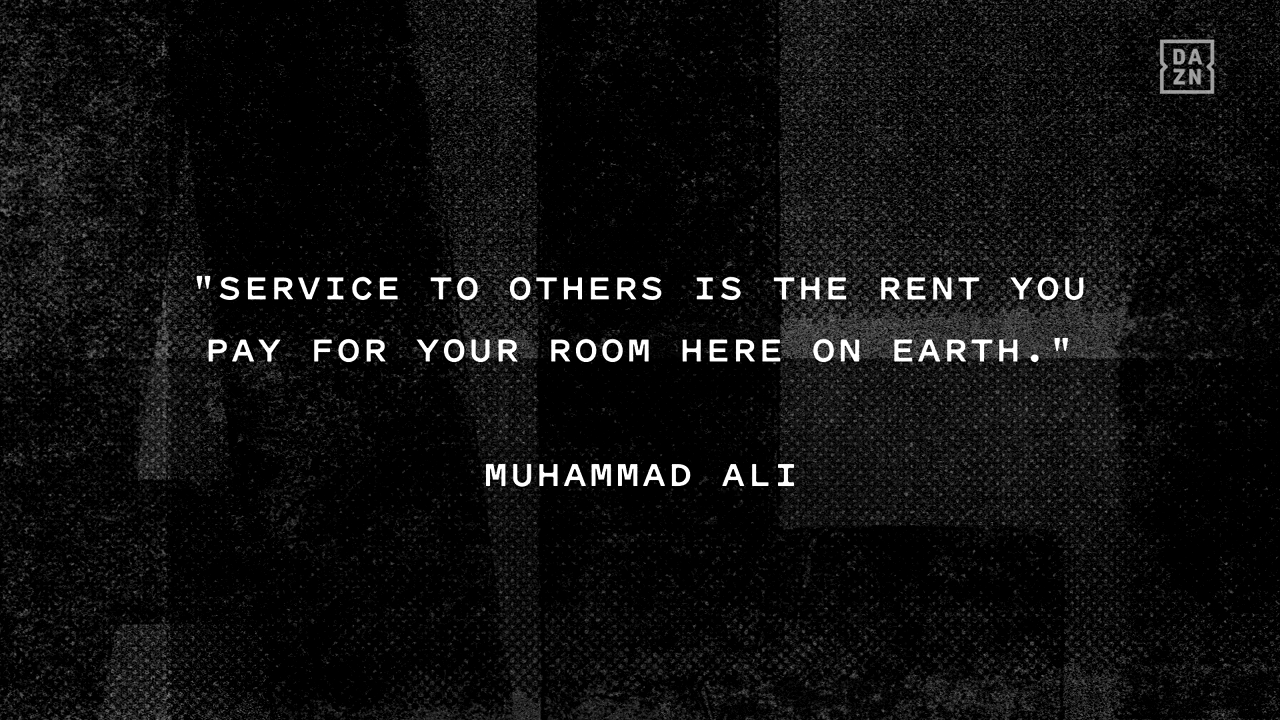 DA
ZN
"SERVICE TO OTHERS IS THE RENT YOU
PAY FOR YOUR ROOM HERE ON EARTH."
MUHAMMAD ALI